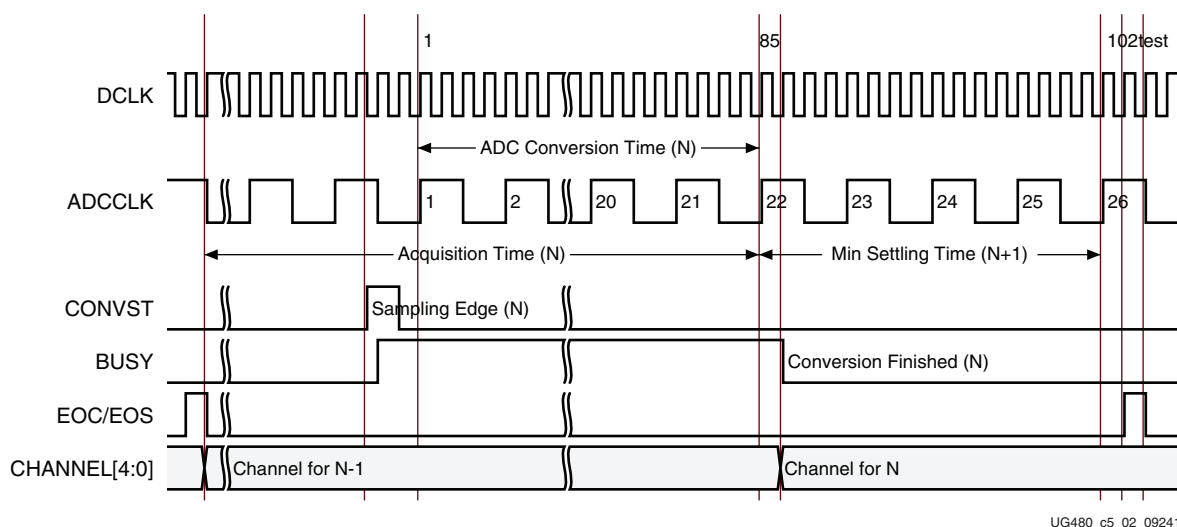 1 85 102test
DCLK
ADC Conversion Time (N)
ADCCLK 1 2 20 21 22 23 24 25 26
Acquisition Time (N) Min Settling Time (N+1)
CONVST Sampling Edge (N)
BUSY Conversion Finished (N)
EOC/EOS
CHANNEL[4:0] Channel for N-1 Channel for N
UG480_c5_02_09241